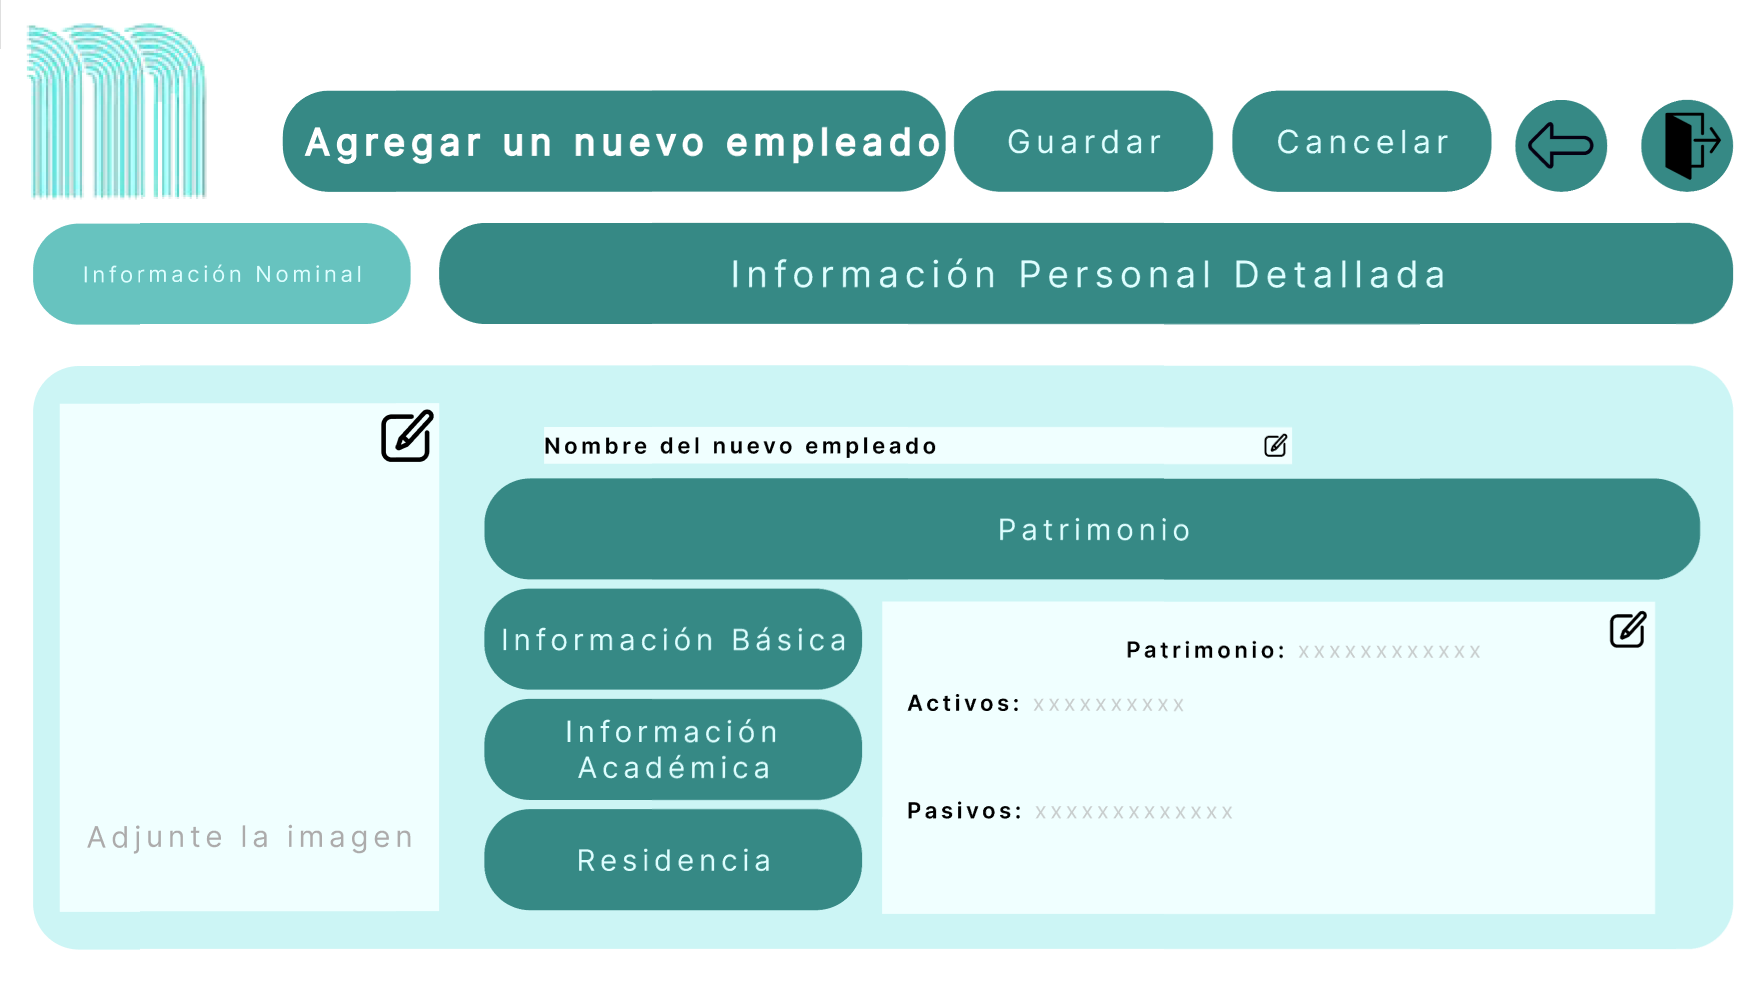 Agregar un nuevo empleado
Guardar
Cancelar
Información Nominal
Información Personal Detallada
Nombre del nuevo empleado
Patrimonio
Información Básica
Información
Académica
Residencia
Patrimonio: xxxxxxxxxxxx
Activos: xxxxxxxxxx
Pasivos: xxxxxxxxxxxxx
Adjunte la imagen